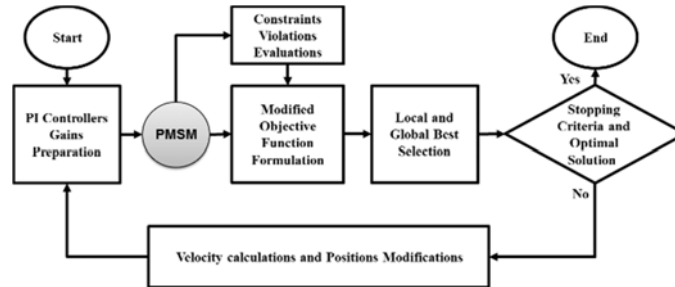 Start
Constraints
Violations
Evaluations
End
Yes
PI Controllers
Gains
Preparation
PMSM
Modified
Objective
Function
Formulation
Local and
Global Best
Selection
Stopping
Criteria and
Optimal
Solution
No
Velocity calculations and Positions Modifications